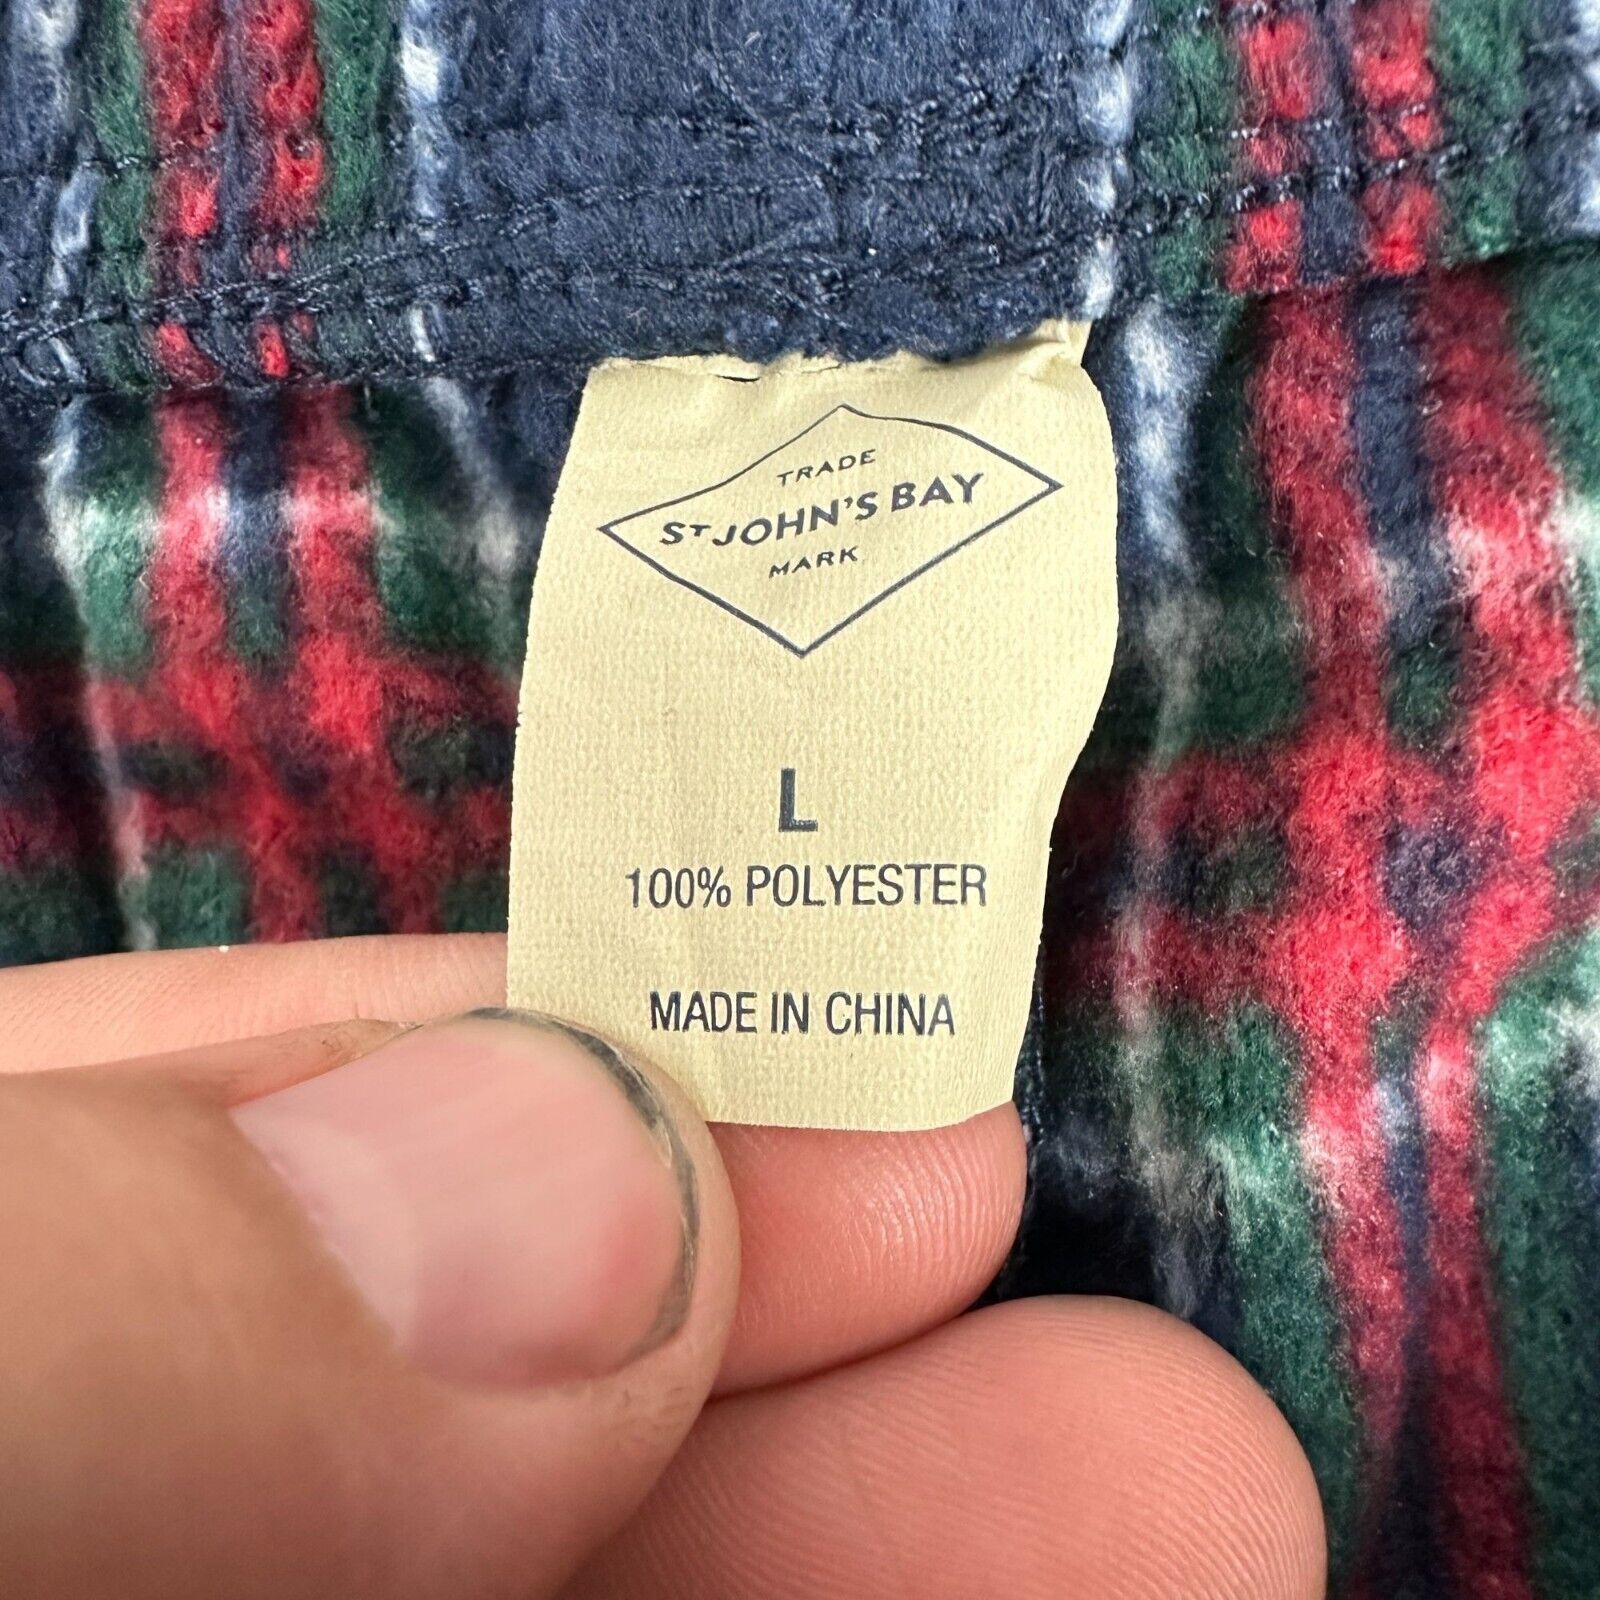 TRADE
ST JOHN'S BAY
MARK
L
100% POLYESTER
MADE IN CHINA